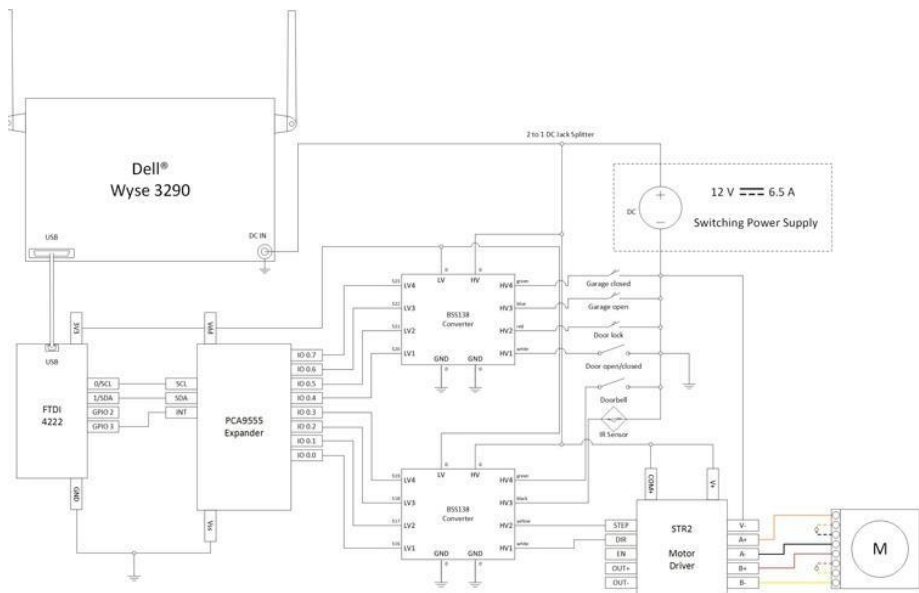 Dell®
Wyse 3290
USB
DC IN
2 to 1 DC Jack Splitter
12 V
6.5 A
DC
+
−
Switching Power Supply
3V3
Vdd
USB
FTDI
4222
0/SCL
1/SDA
GPIO 2
GPIO 3
GND
SCL
SDA
INT
PCA9555
Expander
Vss
IO 0.7
IO 0.6
IO 0.5
IO 0.4
IO 0.3
IO 0.2
IO 0.1
IO 0.0
LV
HV
LV4
LV3
LV2
LV1
BSS138
Converter
HV4
HV3
HV2
HV1
GND
GND
green
blue
red
white
Garage closed
Garage open
Door lock
Door open/closed
Doorbell
IR Sensor
LV
HV
LV4
LV3
LV2
LV1
BSS138
Converter
HV4
HV3
HV2
HV1
GND
GND
green
black
yellow
white
COM+
V+
STEP
DIR
EN
OUT+
OUT-
STR2
Motor
Driver
V-
A+
A-
B+
B-
M